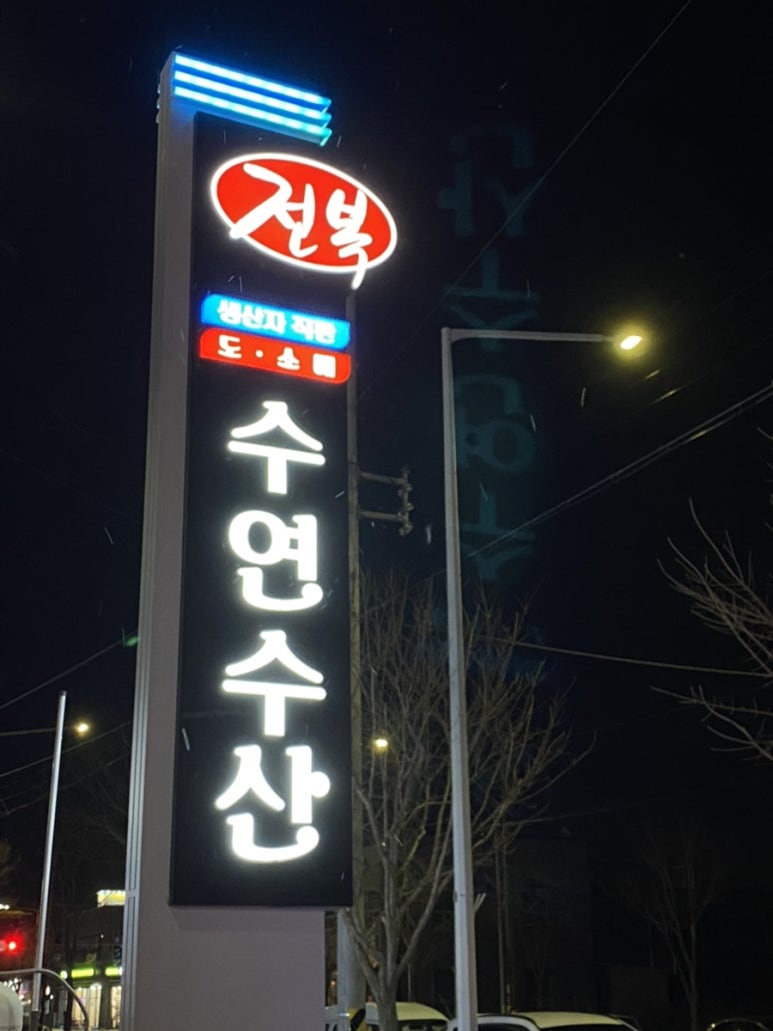 전복
생산자 직판
도·소매
수연수산